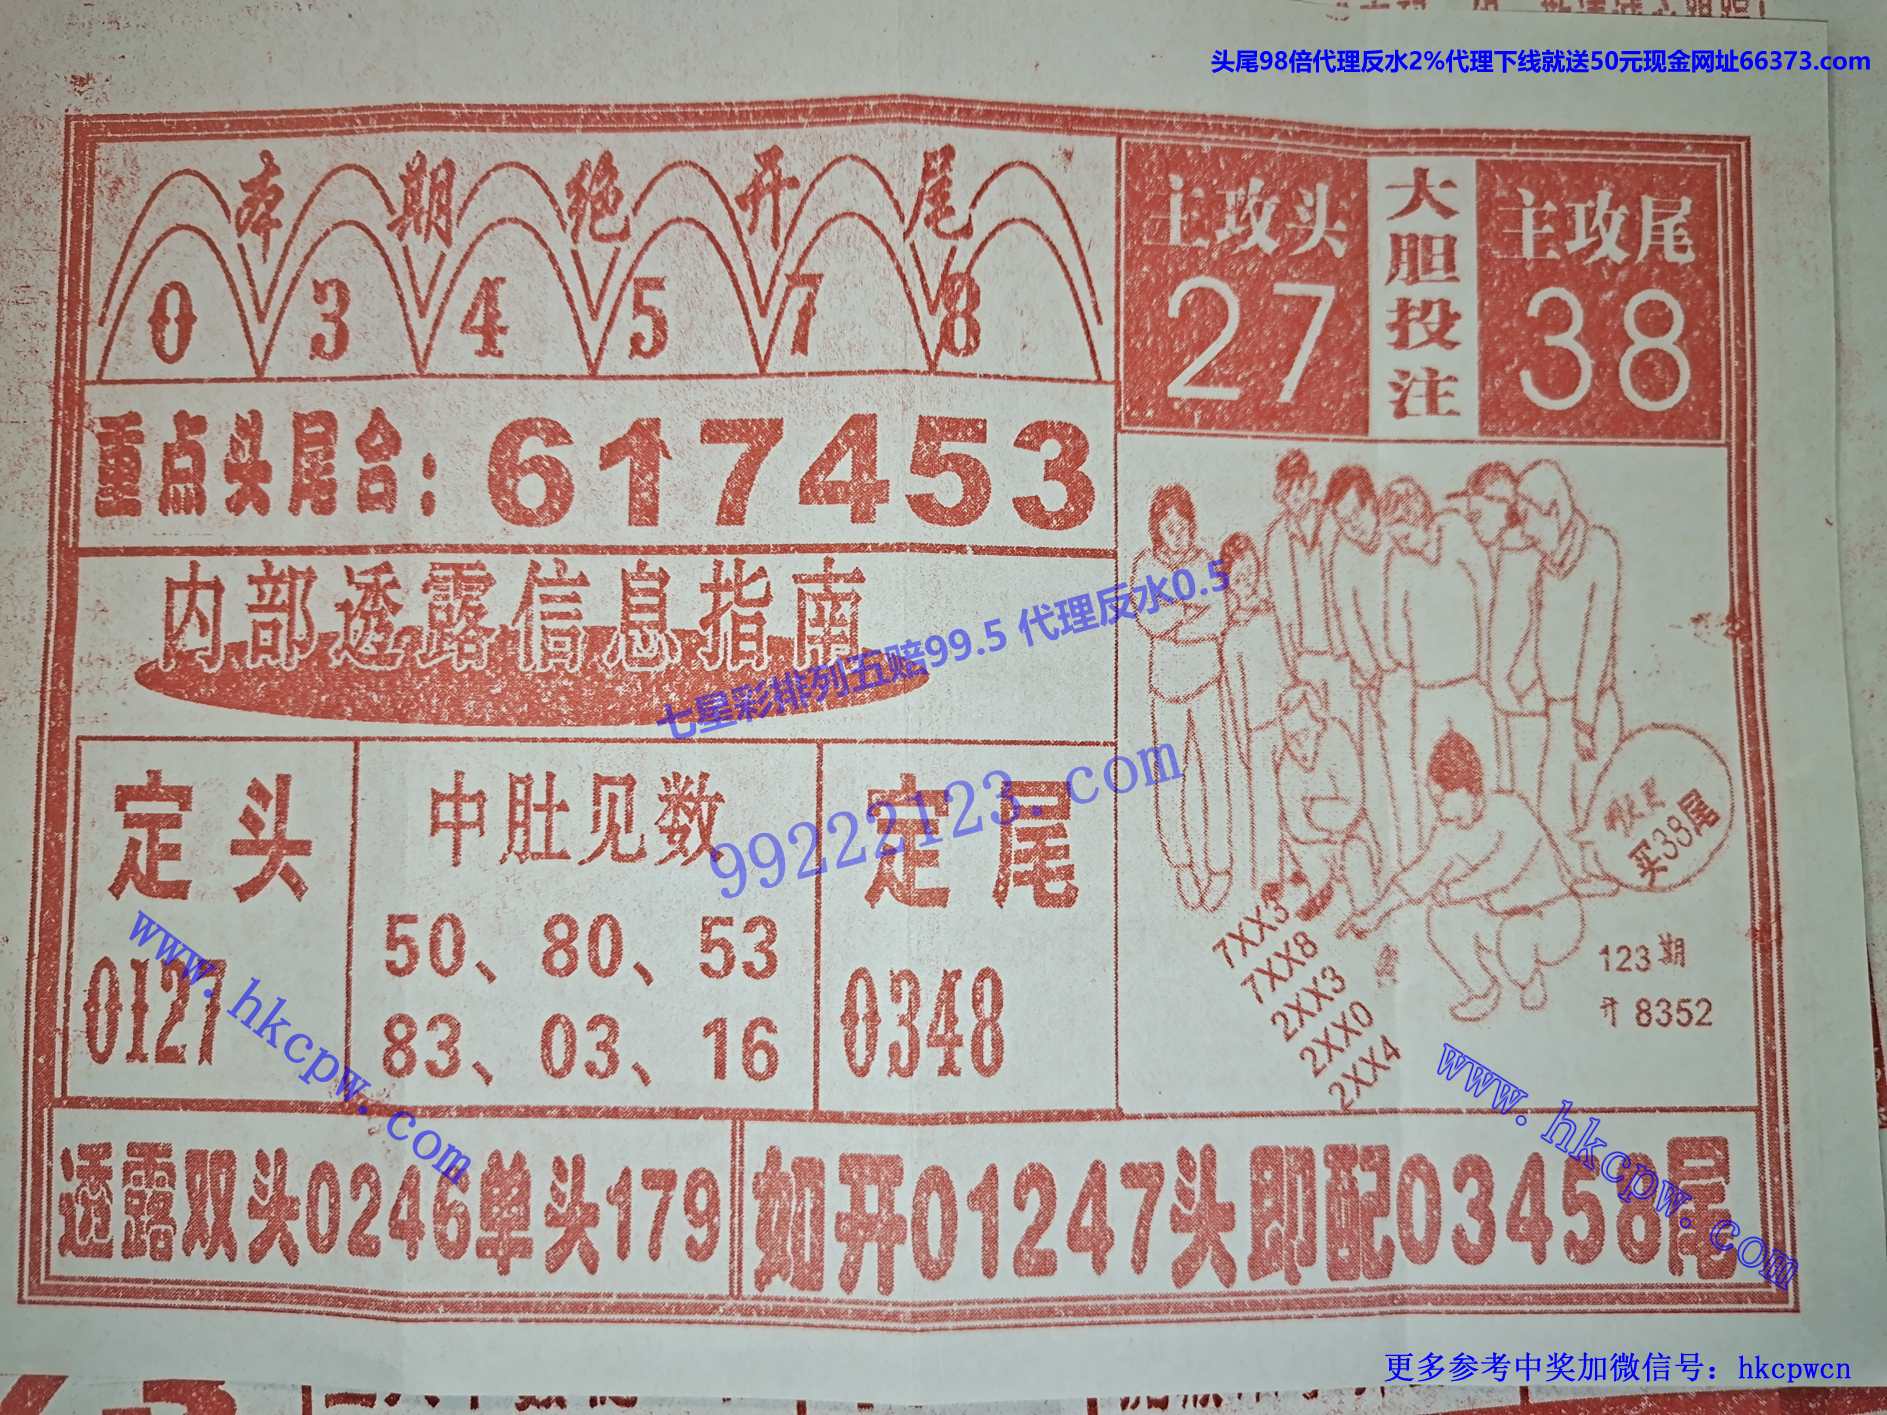 头尾98倍代理反水2%代理下线就送50元现金网址66373.com
本期绝开尾
0 3 4 5 7 8
主攻头
27
大胆投注
主攻尾
38
重点头尾合：617453
内部透露信息指南
七星彩排列五赔99.5 代理反水0.5
99222123.com
定头
0127
中肚见数
50、80、53
83、03、16
定尾
0348
买38尾
7XX3
7XX8
2XX3
2XX0
2XX4
123期
开 8352
www.hkcpw.com
www.hkcpw.com
透露双头0246单头179
如开01247头即配03458尾
更多参考中奖加微信号：hkcpwcn